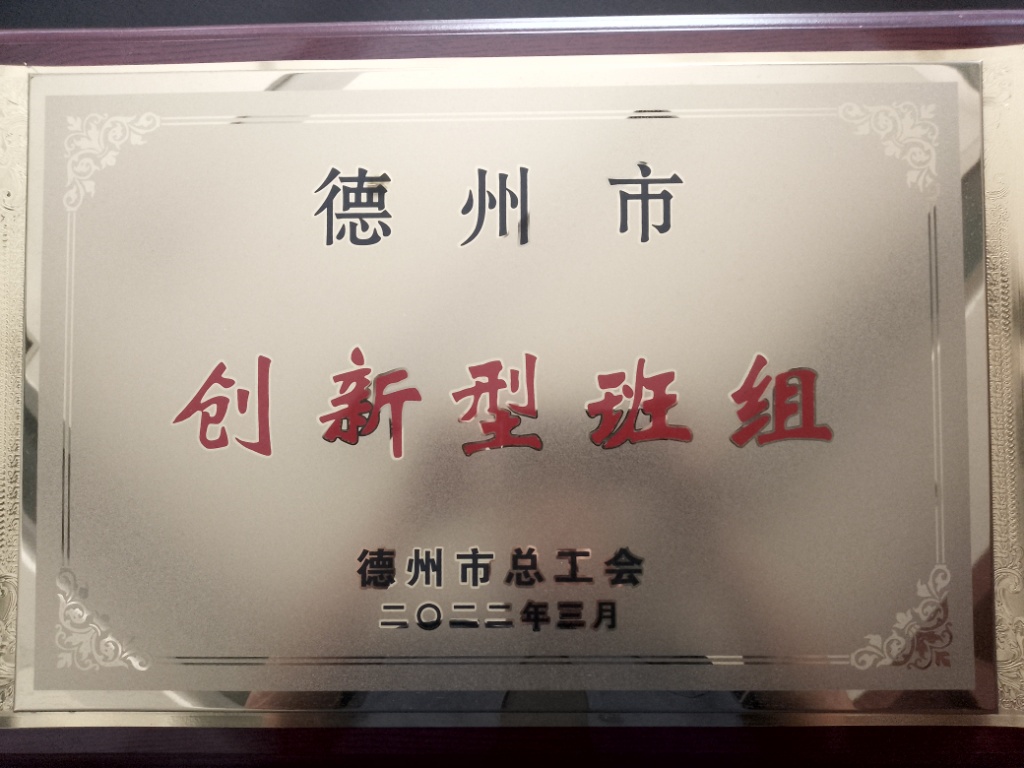 德州市
创新型班组
德州市总工会
二〇二二年三月